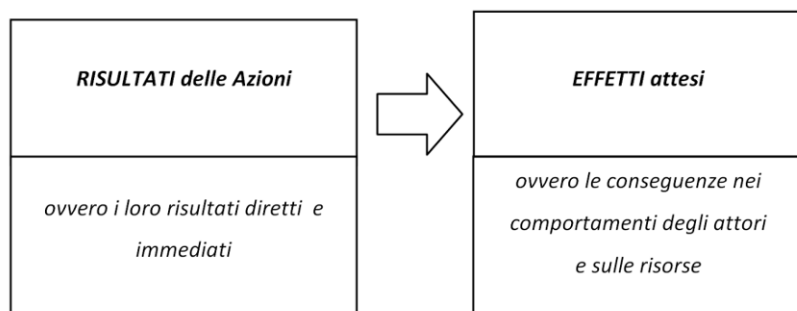 RISULTATI delle Azioni
ovvero i loro risultati diretti e
immediati
EFFETTI attesi
ovvero le conseguenze nei
comportamenti degli attori
e sulle risorse